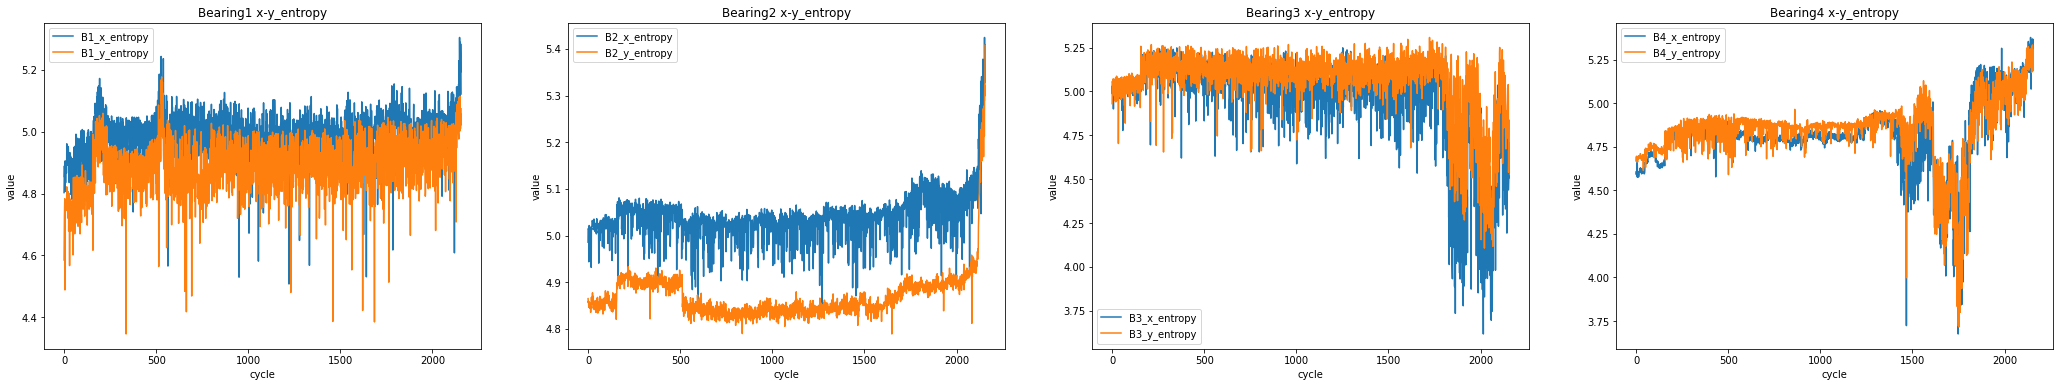 Bearing1 x-y_entropy
B1_x_entropy
B1_y_entropy
5.2
5.0
4.8
4.6
4.4
value
0
500
1000
1500
2000
cycle
Bearing2 x-y_entropy
B2_x_entropy
B2_y_entropy
5.4
5.3
5.2
5.1
5.0
4.9
4.8
value
0
500
1000
1500
2000
cycle
Bearing3 x-y_entropy
5.25
5.00
4.75
4.50
4.25
4.00
3.75
value
B3_x_entropy
B3_y_entropy
0
500
1000
1500
2000
cycle
Bearing4 x-y_entropy
B4_x_entropy
B4_y_entropy
5.25
5.00
4.75
4.50
4.25
4.00
3.75
value
0
500
1000
1500
2000
cycle